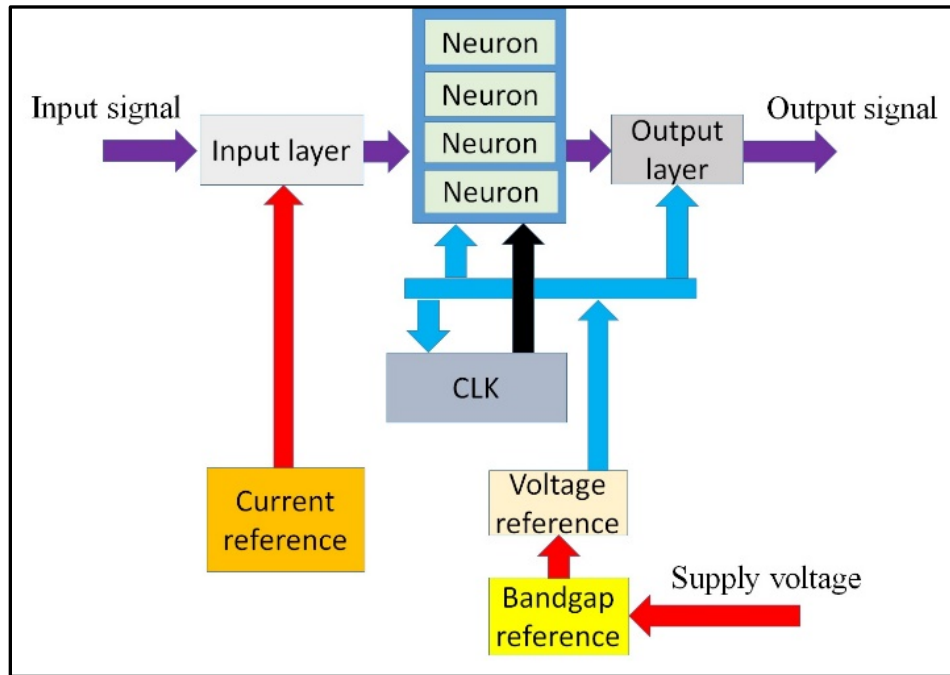 Neuron
Neuron
Neuron
Neuron
Input signal
Output signal
Input layer
Output
layer
CLK
Current
reference
Voltage
reference
Supply voltage
Bandgap
reference